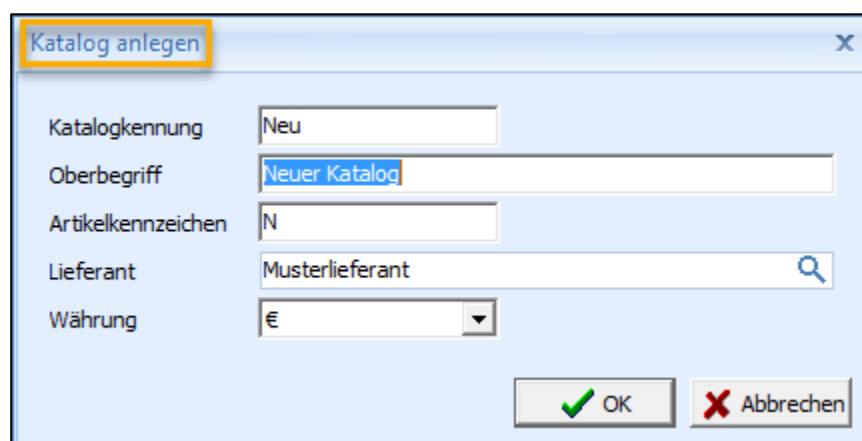 Katalog anlegen
Katalogkennung Neu
Oberbegriff Neuer Katalog
Artikelkennzeichen N
Lieferant Musterlieferant
Währung €
OK Abbrechen